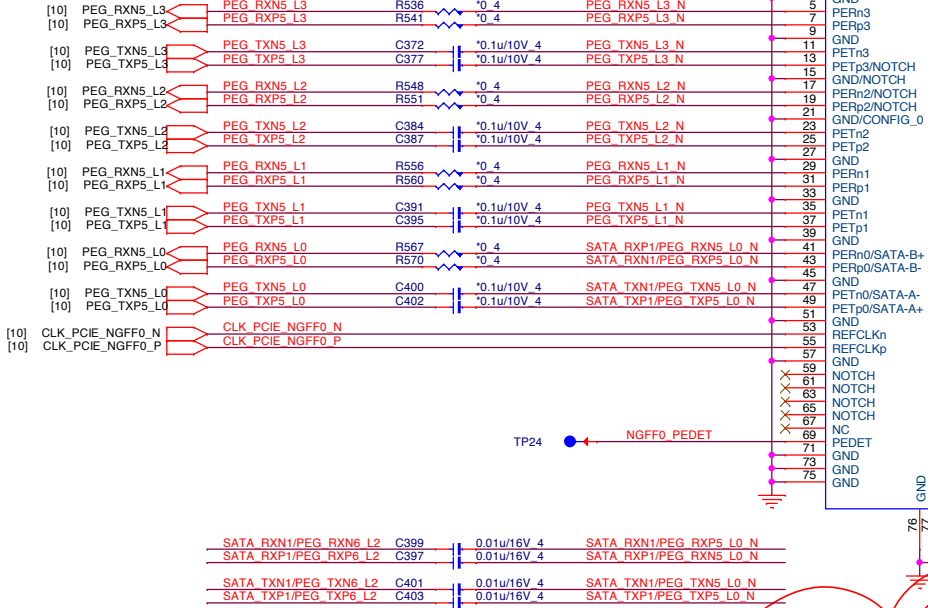 GND
[10] PEG_RXN5_L3 PEG_RXN5_L3 R536 *0_4 PEG_RXN5_L3_N 5 PERn3
[10] PEG_RXP5_L3 PEG_RXP5_L3 R541 *0_4 PEG_RXP5_L3_N 7 PERp3
9 GND
[10] PEG_TXN5_L3 PEG_TXN5_L3 C372 *0.1u/10V_4 PEG_TXN5_L3_N 11 PETn3
[10] PEG_TXP5_L3 PEG_TXP5_L3 C377 *0.1u/10V_4 PEG_TXP5_L3_N 13 PETp3/NOTCH
15 GND/NOTCH
[10] PEG_RXN5_L2 PEG_RXN5_L2 R548 *0_4 PEG_RXN5_L2_N 17 PERn2/NOTCH
[10] PEG_RXP5_L2 PEG_RXP5_L2 R551 *0_4 PEG_RXP5_L2_N 19 PERp2/NOTCH
21 GND/CONFIG_0
[10] PEG_TXN5_L2 PEG_TXN5_L2 C384 *0.1u/10V_4 PEG_TXN5_L2_N 23 PETn2
[10] PEG_TXP5_L2 PEG_TXP5_L2 C387 *0.1u/10V_4 PEG_TXP5_L2_N 25 PETp2
27 GND
[10] PEG_RXN5_L1 PEG_RXN5_L1 R556 *0_4 PEG_RXN5_L1_N 29 PERn1
[10] PEG_RXP5_L1 PEG_RXP5_L1 R560 *0_4 PEG_RXP5_L1_N 31 PERp1
33 GND
[10] PEG_TXN5_L1 PEG_TXN5_L1 C391 *0.1u/10V_4 PEG_TXN5_L1_N 35 PETn1
[10] PEG_TXP5_L1 PEG_TXP5_L1 C395 *0.1u/10V_4 PEG_TXP5_L1_N 37 PETp1
39 GND
[10] PEG_RXN5_L0 PEG_RXN5_L0 R567 *0_4 SATA_RXP1/PEG_RXN5_L0_N 41 PERn0/SATA-B+
[10] PEG_RXP5_L0 PEG_RXP5_L0 R570 *0_4 SATA_RXN1/PEG_RXP5_L0_N 43 PERp0/SATA-B-
45 GND
[10] PEG_TXN5_L0 PEG_TXN5_L0 C400 *0.1u/10V_4 SATA_TXN1/PEG_TXN5_L0_N 47 PETn0/SATA-A-
[10] PEG_TXP5_L0 PEG_TXP5_L0 C402 *0.1u/10V_4 SATA_TXP1/PEG_TXP5_L0_N 49 PETp0/SATA-A+
51 GND
[10] CLK_PCIE_NGFF0_N CLK_PCIE_NGFF0_N 53 REFCLKn
[10] CLK_PCIE_NGFF0_P CLK_PCIE_NGFF0_P 55 REFCLKp
57 GND
59 NOTCH
61 NOTCH
63 NOTCH
65 NOTCH
67 NC
TP24 NGFF0_PEDET 69 PEDET
71 GND
73 GND
75 GND
GND
76
77
SATA_RXN1/PEG_RXN6_L2 C399 0.01u/16V_4 SATA_RXN1/PEG_RXP5_L0_N
SATA_RXP1/PEG_RXP6_L2 C397 0.01u/16V_4 SATA_RXP1/PEG_RXN5_L0_N
SATA_TXN1/PEG_TXN6_L2 C401 0.01u/16V_4 SATA_TXN1/PEG_TXN5_L0_N
SATA_TXP1/PEG_TXP6_L2 C403 0.01u/16V_4 SATA_TXP1/PEG_TXP5_L0_N